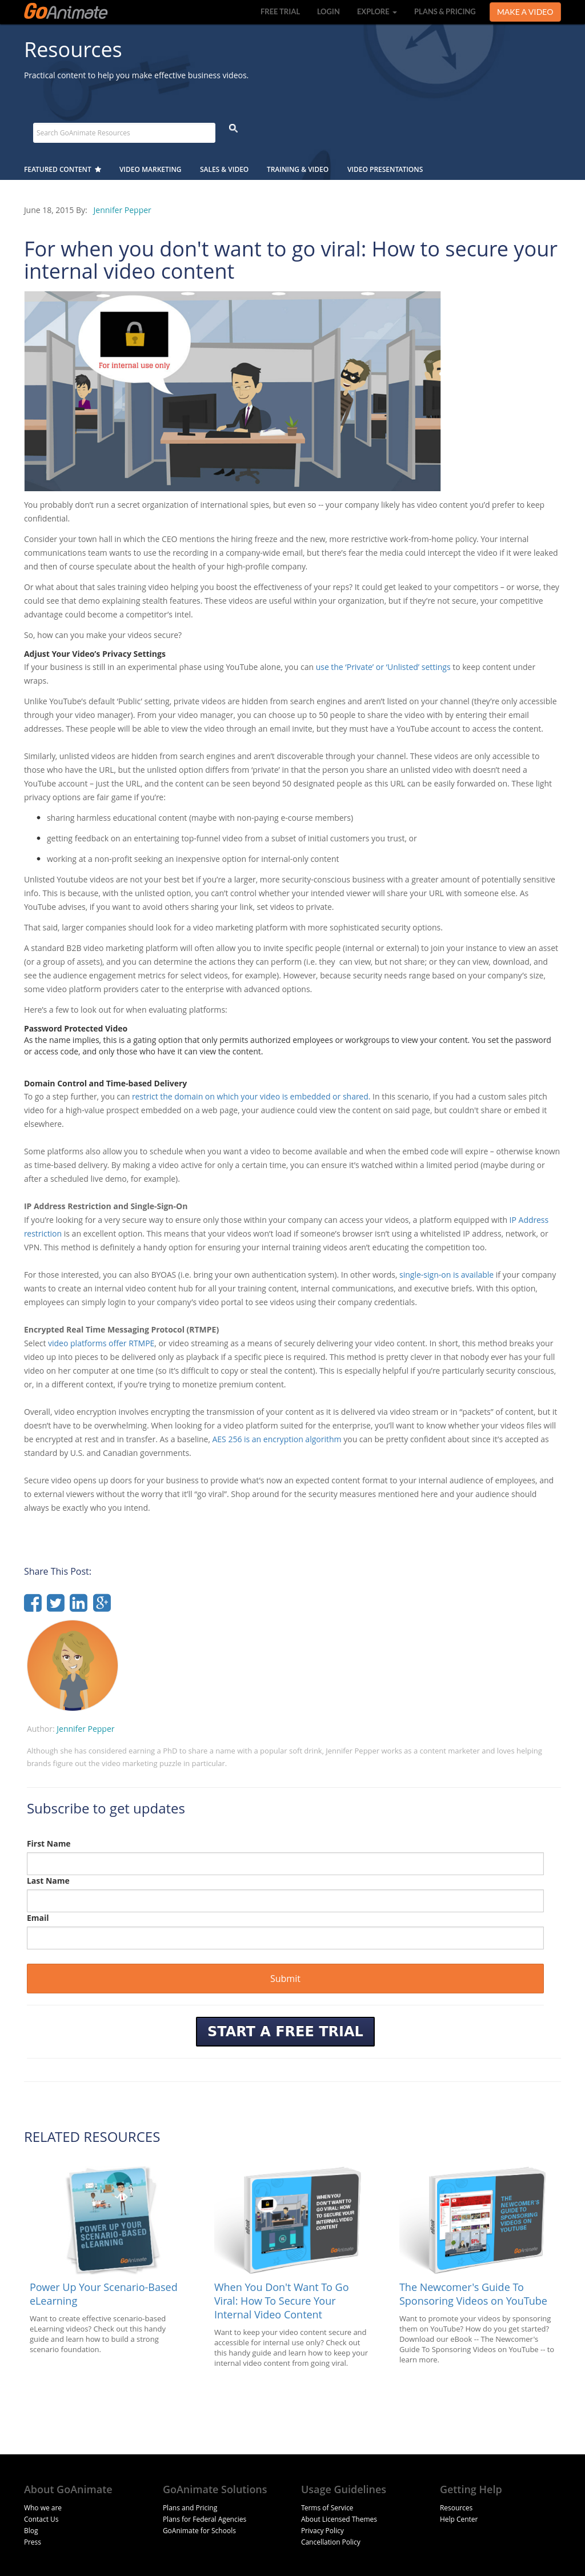 GoAnimate
FREE TRIAL LOGIN EXPLORE PLANS & PRICING MAKE A VIDEO
Resources
Practical content to help you make effective business videos.
Search GoAnimate Resources
FEATURED CONTENT VIDEO MARKETING SALES & VIDEO TRAINING & VIDEO VIDEO PRESENTATIONS
June 18, 2015 By: Jennifer Pepper
For when you don't want to go viral: How to secure your
internal video content
For internal use only
You probably don’t run a secret organization of international spies, but even so -- your company likely has video content you’d prefer to keep
confidential.
Consider your town hall in which the CEO mentions the hiring freeze and the new, more restrictive work-from-home policy. Your internal
communications team wants to use the recording in a company-wide email, but there’s fear the media could intercept the video if it were leaked
and then of course speculate about the health of your high-profile company.
Or what about that sales training video helping you boost the effectiveness of your reps? It could get leaked to your competitors – or worse, they
could see that demo explaining stealth features. These videos are useful within your organization, but if they’re not secure, your competitive
advantage could become a competitor’s intel.
So, how can you make your videos secure?
Adjust Your Video’s Privacy Settings
If your business is still in an experimental phase using YouTube alone, you can use the ‘Private’ or ‘Unlisted’ settings to keep content under
wraps.
Unlike YouTube’s default ‘Public’ setting, private videos are hidden from search engines and aren’t listed on your channel (they’re only accessible
through your video manager). From your video manager, you can choose up to 50 people to share the video with by entering their email
addresses. These people will be able to view the video through an email invite, but they must have a YouTube account to access the content.
Similarly, unlisted videos are hidden from search engines and aren’t discoverable through your channel. These videos are only accessible to
those who have the URL, but the unlisted option differs from ‘private’ in that the person you share an unlisted video with doesn’t need a
YouTube account – just the URL, and the content can be seen beyond 50 designated people as this URL can be easily forwarded on. These light
privacy options are fair game if you’re:
• sharing harmless educational content (maybe with non-paying e-course members)
• getting feedback on an entertaining top-funnel video from a subset of initial customers you trust, or
• working at a non-profit seeking an inexpensive option for internal-only content
Unlisted Youtube videos are not your best bet if you’re a larger, more security-conscious business with a greater amount of potentially sensitive
info. This is because, with the unlisted option, you can’t control whether your intended viewer will share your URL with someone else. As
YouTube advises, if you want to avoid others sharing your link, set videos to private.
That said, larger companies should look for a video marketing platform with more sophisticated security options.
A standard B2B video marketing platform will often allow you to invite specific people (internal or external) to join your instance to view an asset
(or a group of assets), and you can determine the actions they can perform (i.e. they can view, but not share; or they can view, download, and
see the audience engagement metrics for select videos, for example). However, because security needs range based on your company’s size,
some video platform providers cater to the enterprise with advanced options.
Here’s a few to look out for when evaluating platforms:
Password Protected Video
As the name implies, this is a gating option that only permits authorized employees or workgroups to view your content. You set the password
or access code, and only those who have it can view the content.
Domain Control and Time-based Delivery
To go a step further, you can restrict the domain on which your video is embedded or shared. In this scenario, if you had a custom sales pitch
video for a high-value prospect embedded on a web page, your audience could view the content on said page, but couldn't share or embed it
elsewhere.
Some platforms also allow you to schedule when you want a video to become available and when the embed code will expire – otherwise known
as time-based delivery. By making a video active for only a certain time, you can ensure it’s watched within a limited period (maybe during or
after a scheduled live demo, for example).
IP Address Restriction and Single-Sign-On
If you’re looking for a very secure way to ensure only those within your company can access your videos, a platform equipped with IP Address
restriction is an excellent option. This means that your videos won’t load if someone’s browser isn’t using a whitelisted IP address, network, or
VPN. This method is definitely a handy option for ensuring your internal training videos aren’t educating the competition too.
For those interested, you can also BYOAS (i.e. bring your own authentication system). In other words, single-sign-on is available if your company
wants to create an internal video content hub for all your training content, internal communications, and executive briefs. With this option,
employees can simply login to your company’s video portal to see videos using their company credentials.
Encrypted Real Time Messaging Protocol (RTMPE)
Select video platforms offer RTMPE, or video streaming as a means of securely delivering your video content. In short, this method breaks your
video up into pieces to be delivered only as playback if a specific piece is required. This method is pretty clever in that nobody ever has your full
video on her computer at one time (so it’s difficult to copy or steal the content). This is especially helpful if you’re particularly security conscious,
or, in a different context, if you’re trying to monetize premium content.
Overall, video encryption involves encrypting the transmission of your content as it is delivered via video stream or in “packets” of content, but it
doesn’t have to be overwhelming. When looking for a video platform suited for the enterprise, you’ll want to know whether your videos files will
be encrypted at rest and in transfer. As a baseline, AES 256 is an encryption algorithm you can be pretty confident about since it’s accepted as
standard by U.S. and Canadian governments.
Secure video opens up doors for your business to provide what’s now an expected content format to your internal audience of employees, and
to external viewers without the worry that it’ll “go viral”. Shop around for the security measures mentioned here and your audience should
always be exactly who you intend.
Share This Post:
Author: Jennifer Pepper
Although she has considered earning a PhD to share a name with a popular soft drink, Jennifer Pepper works as a content marketer and loves helping
brands figure out the video marketing puzzle in particular.
Subscribe to get updates
First Name
Last Name
Email
Submit
START A FREE TRIAL
RELATED RESOURCES
POWER UP YOUR
SCENARIO-BASED
eLEARNING
GoAnimate
WHEN YOU DON'T
WANT TO GO
VIRAL: HOW TO
SECURE YOUR
INTERNAL VIDEO
CONTENT
GoAnimate
THE
NEWCOMER'S
GUIDE TO
SPONSORING
VIDEOS ON
YOUTUBE
GoAnimate
Power Up Your Scenario-Based
eLearning
Want to create effective scenario-based
eLearning videos? Check out this handy
guide and learn how to build a strong
scenario foundation.
When You Don't Want To Go
Viral: How To Secure Your
Internal Video Content
Want to keep your video content secure and
accessible for internal use only? Check out
this handy guide and learn how to keep your
internal video content from going viral.
The Newcomer's Guide To
Sponsoring Videos on YouTube
Want to promote your videos by sponsoring
them on YouTube? How do you get started?
Download our eBook -- The Newcomer's
Guide To Sponsoring Videos on YouTube -- to
learn more.
About GoAnimate
Who we are
Contact Us
Blog
Press
GoAnimate Solutions
Plans and Pricing
Plans for Federal Agencies
GoAnimate for Schools
Usage Guidelines
Terms of Service
About Licensed Themes
Privacy Policy
Cancellation Policy
Getting Help
Resources
Help Center